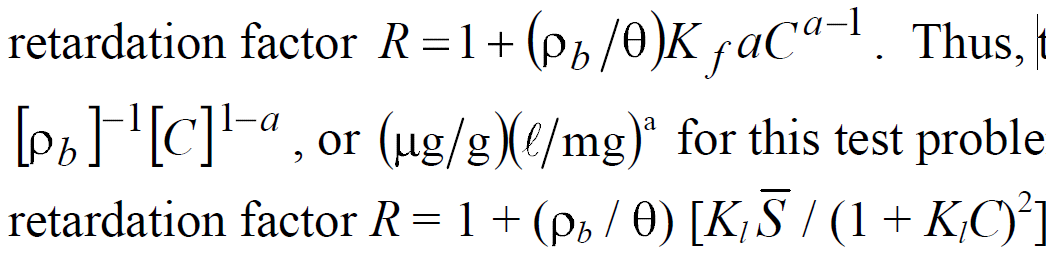 retardation factor R = 1 + (ρ_b/θ)K_f aC^{a−1}. Thus,
[ρ_b]^{−1}[C]^{1−a}, or (μg/g)(ℓ/mg)^a for this test proble
retardation factor R = 1 + (ρ_b / θ) [K_l S̅ / (1 + K_l C)^2]